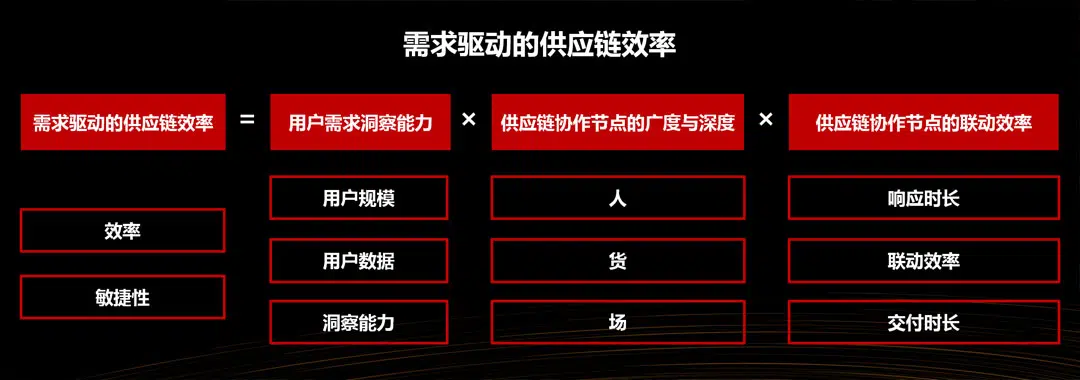 需求驱动的供应链效率
需求驱动的供应链效率 = 用户需求洞察能力 × 供应链协作节点的广度与深度 × 供应链协作节点的联动效率
效率
敏捷性
用户规模
用户数据
洞察能力
人
货
场
响应时长
联动效率
交付时长